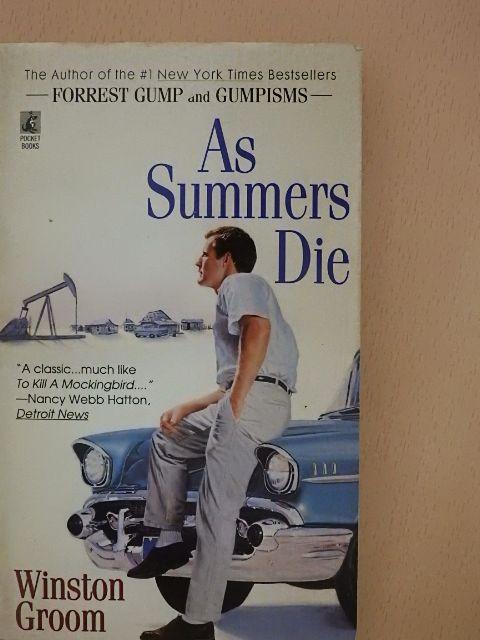 The Author of the #1 New York Times Bestsellers
—FORREST GUMP and GUMPISMS—
POCKET
BOOKS
As
Summers
Die
"A classic...much like
To Kill A Mockingbird...."
—Nancy Webb Hatton,
Detroit News
Winston
Groom